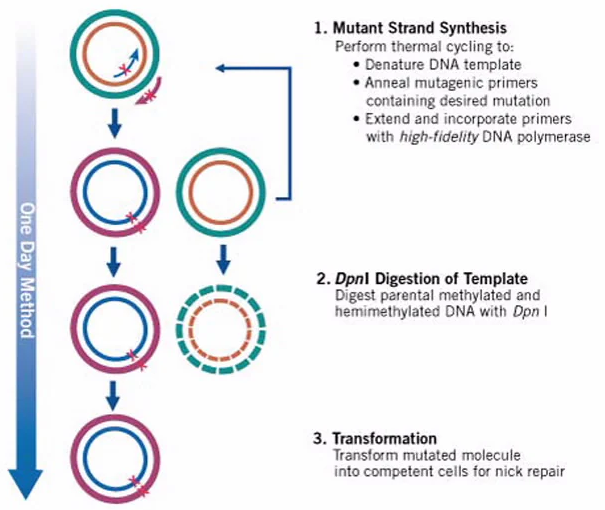 One Day Method
1. Mutant Strand Synthesis
Perform thermal cycling to:
• Denature DNA template
• Anneal mutagenic primers
containing desired mutation
• Extend and incorporate primers
with high-fidelity DNA polymerase
2. DpnI Digestion of Template
Digest parental methylated and
hemimethylated DNA with Dpn I
3. Transformation
Transform mutated molecule
into competent cells for nick repair